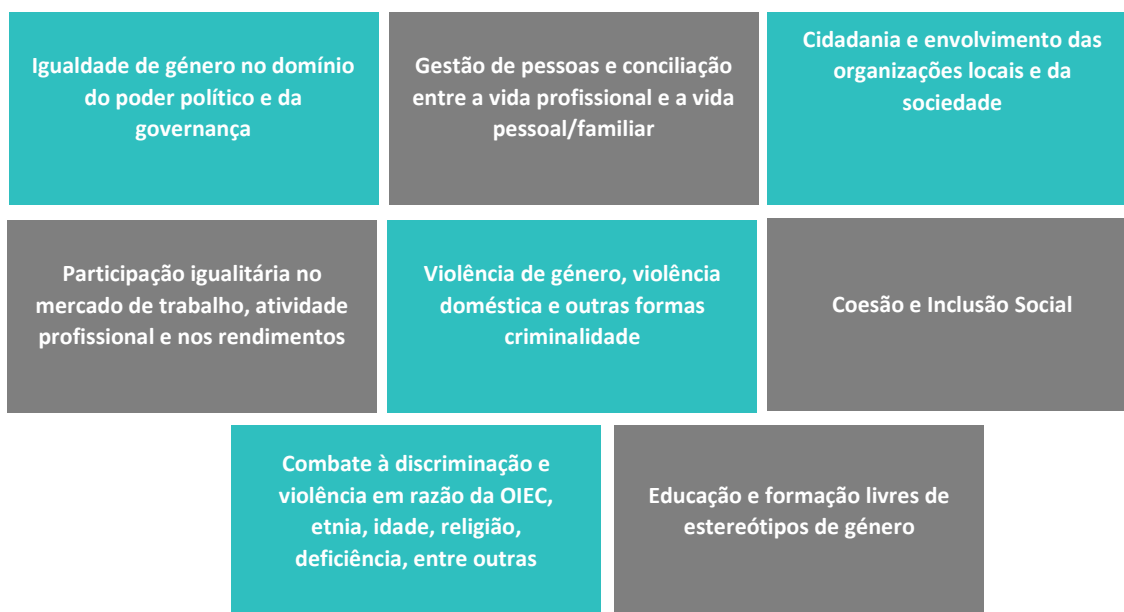 Igualdade de género no domínio
do poder político e da
governança
Gestão de pessoas e conciliação
entre a vida profissional e a vida
pessoal/familiar
Cidadania e envolvimento das
organizações locais e da
sociedade
Participação igualitária no
mercado de trabalho, atividade
profissional e nos rendimentos
Violência de género, violência
doméstica e outras formas
criminalidade
Coesão e Inclusão Social
Combate à discriminação e
violência em razão da OIEC,
etnia, idade, religião,
deficiência, entre outras
Educação e formação livres de
estereótipos de género